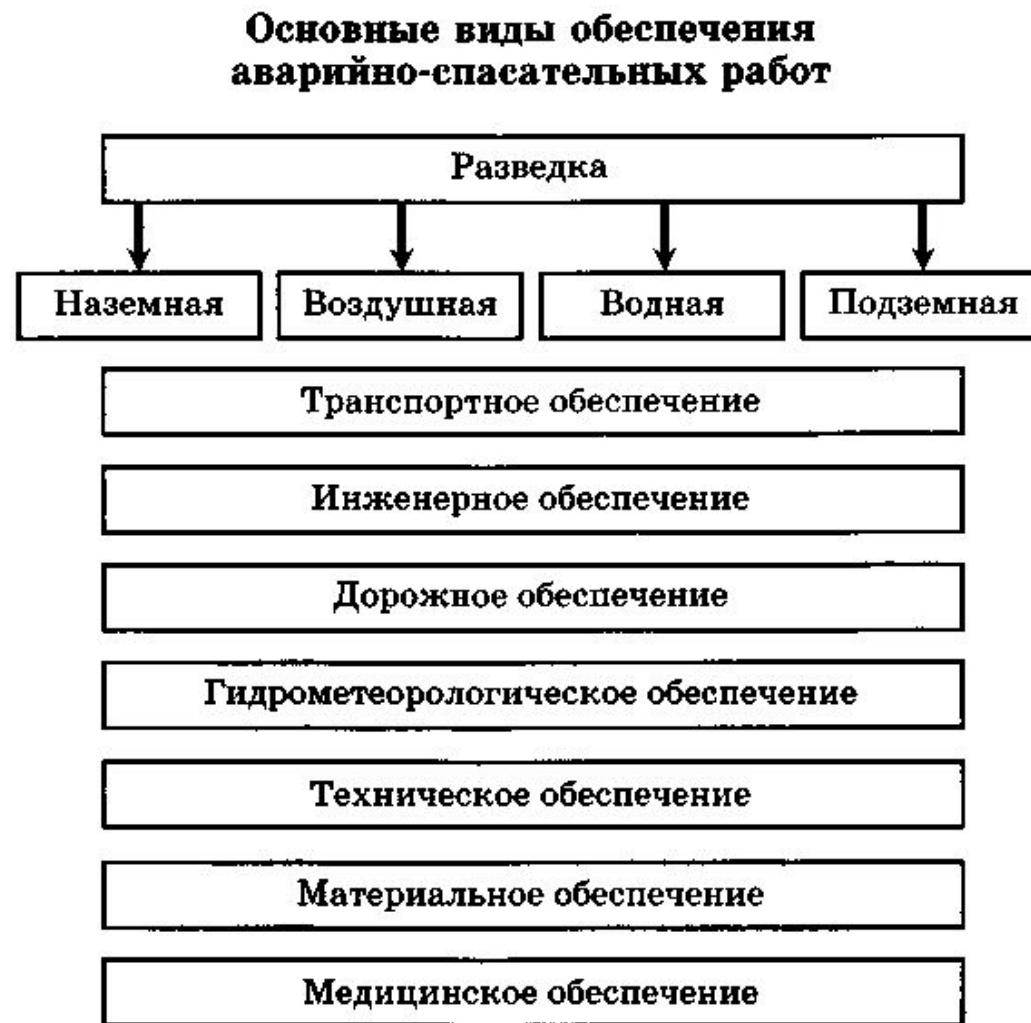 Основные виды обеспечения
аварийно-спасательных работ
Разведка
Наземная
Воздушная
Водная
Подземная
Транспортное обеспечение
Инженерное обеспечение
Дорожное обеспечение
Гидрометеорологическое обеспечение
Техническое обеспечение
Материальное обеспечение
Медицинское обеспечение